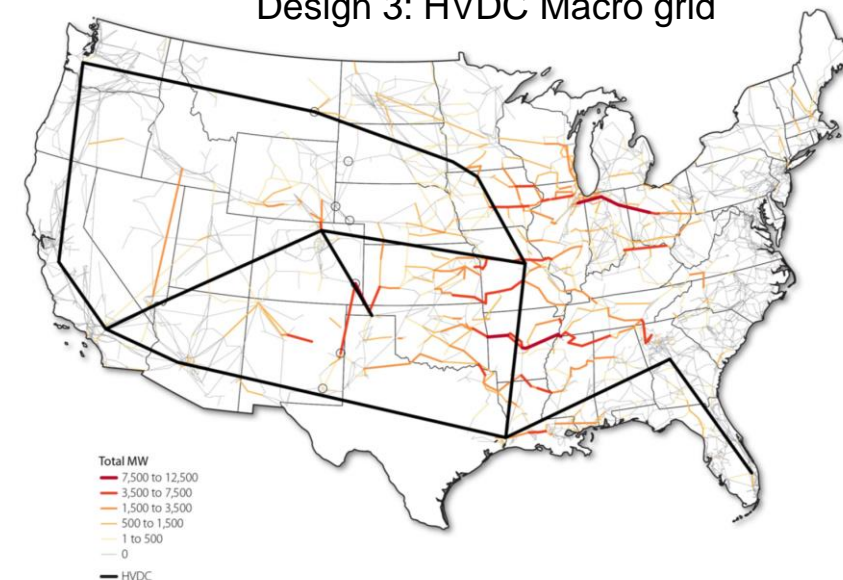 Design 3: HVDC Macro grid
Total MW
7,500 to 12,500
3,500 to 7,500
1,500 to 3,500
500 to 1,500
1 to 500
0
HVDC